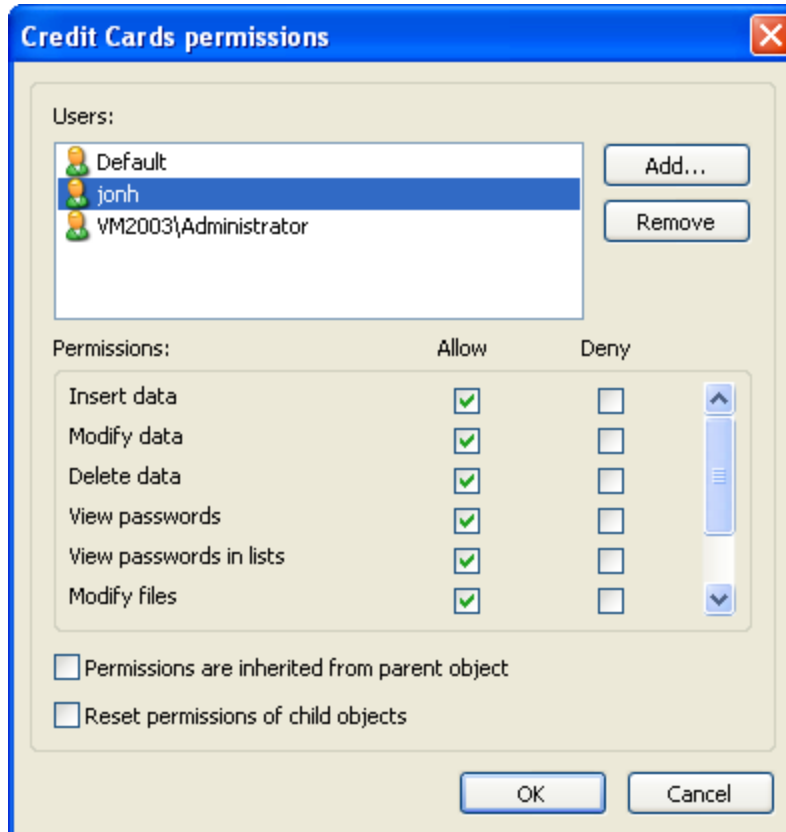 Credit Cards permissions
Users:
Default
Add...
jonh
VM2003\Administrator
Remove
Permissions: Allow Deny
Insert data
Modify data
Delete data
View passwords
View passwords in lists
Modify files
Permissions are inherited from parent object
Reset permissions of child objects
OK Cancel